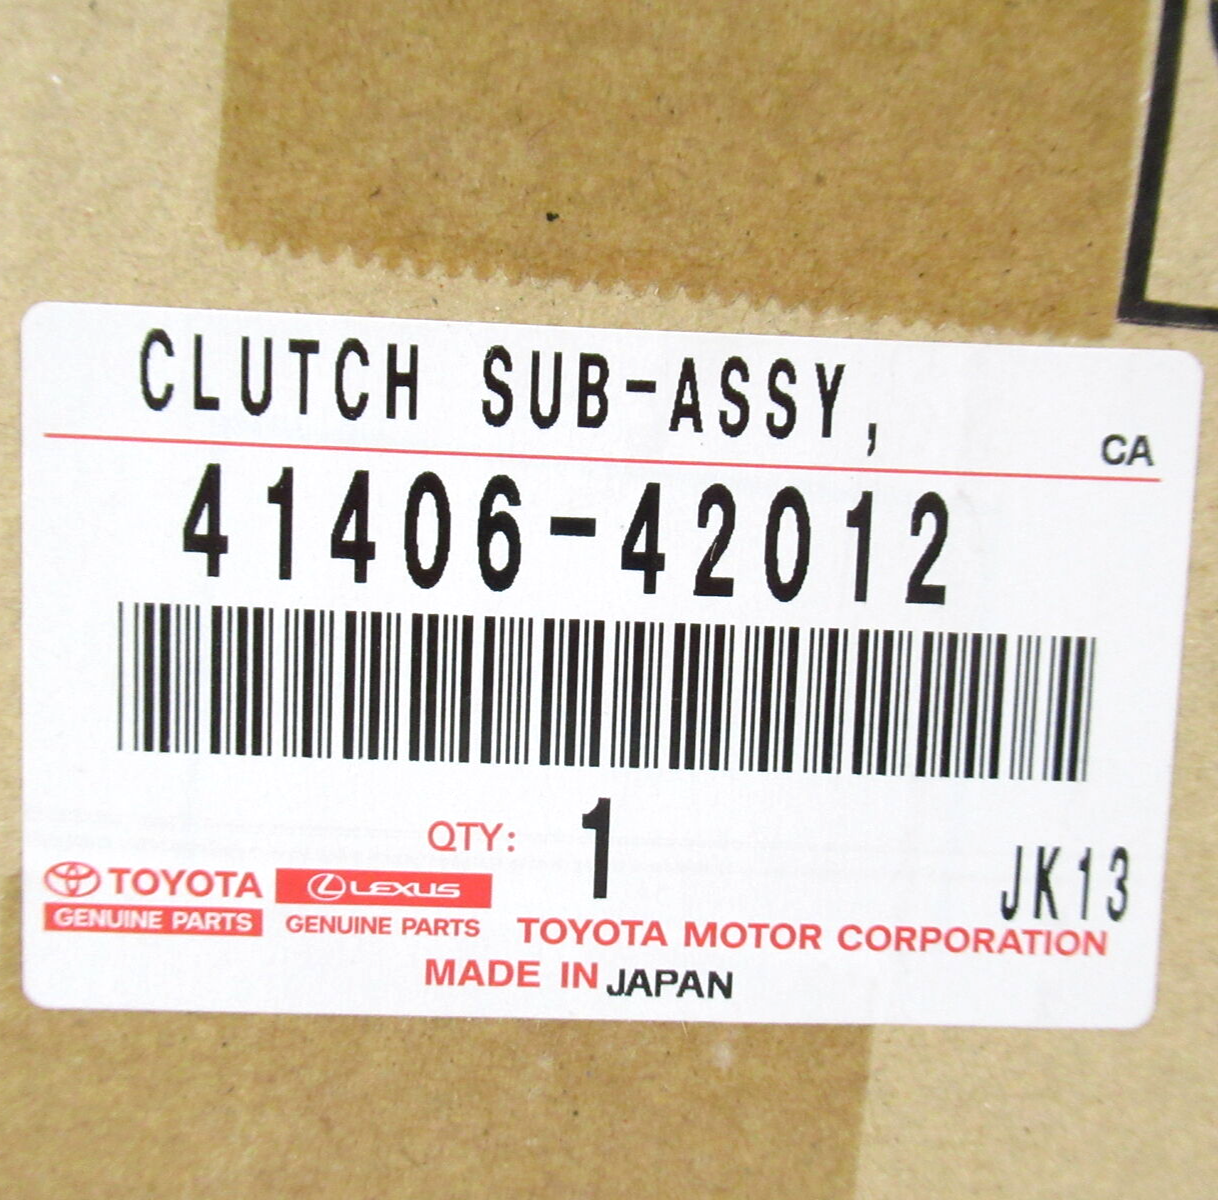 CLUTCH SUB-ASSY,
CA
41406-42012
QTY: 1
JK13
TOYOTA
GENUINE PARTS
LEXUS
GENUINE PARTS
TOYOTA MOTOR CORPORATION
MADE IN JAPAN